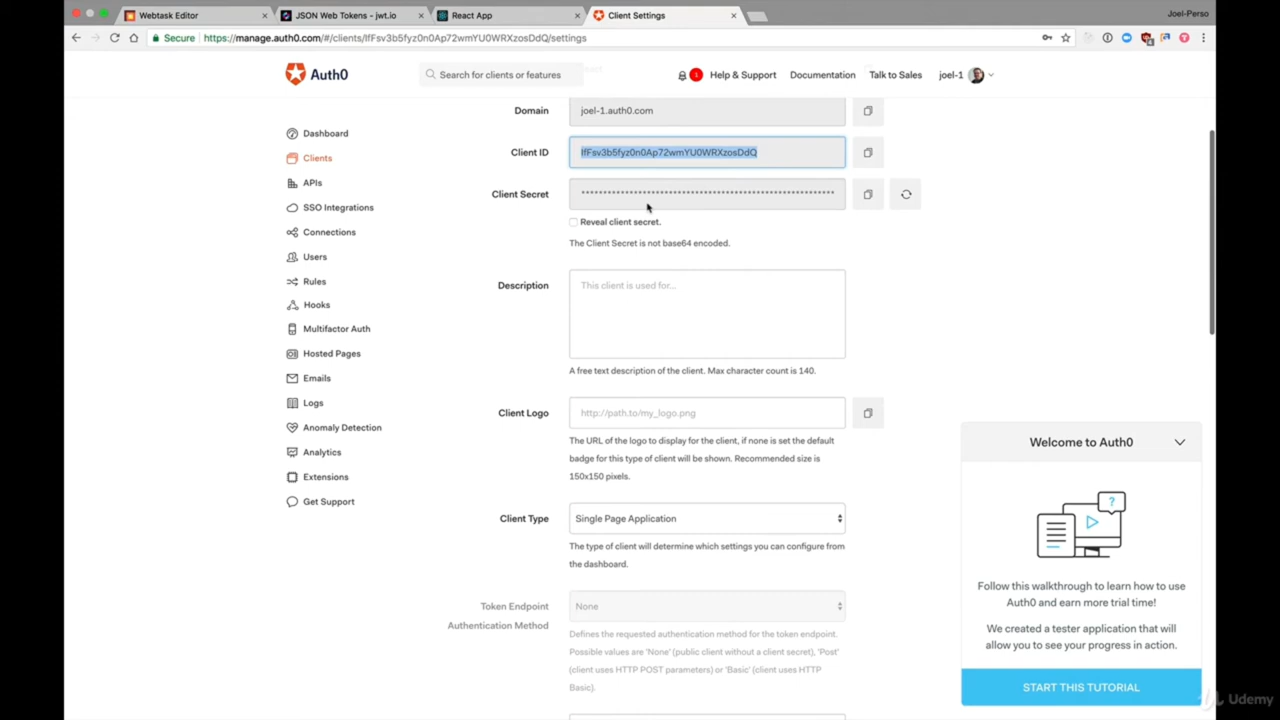 Webtask Editor
JSON Web Tokens - jwt.io
React App
Client Settings
Joel-Perso
Secure
https://manage.auth0.com/#/clients/IfFsv3b5fyz0n0Ap72wmYU0WRXzosDdQ/settings
Auth0
Search for clients or features
Help & Support
Documentation
Talk to Sales
joel-1
Dashboard
Clients
APIs
SSO Integrations
Connections
Users
Rules
Hooks
Multifactor Auth
Hosted Pages
Emails
Logs
Anomaly Detection
Analytics
Extensions
Get Support
Domain
joel-1.auth0.com
Client ID
IfFsv3b5fyz0n0Ap72wmYU0WRXzosDdQ
Client Secret
Reveal client secret.
The Client Secret is not base64 encoded.
Description
This client is used for...
A free text description of the client. Max character count is 140.
Client Logo
http://path.to/my_logo.png
The URL of the logo to display for the client, if none is set the default
badge for this type of client will be shown. Recommended size is
150x150 pixels.
Client Type
Single Page Application
The type of client will determine which settings you can configure from
the dashboard.
Token Endpoint
Authentication Method
None
Defines the requested authentication method for the token endpoint.
Possible values are 'None' (public client without a client secret), 'Post'
(client uses HTTP POST parameters) or 'Basic' (client uses HTTP
Basic).
Welcome to Auth0
?
Follow this walkthrough to learn how to use
Auth0 and earn more trial time!
We created a tester application that will
allow you to see your progress in action.
START THIS TUTORIAL
Udemy